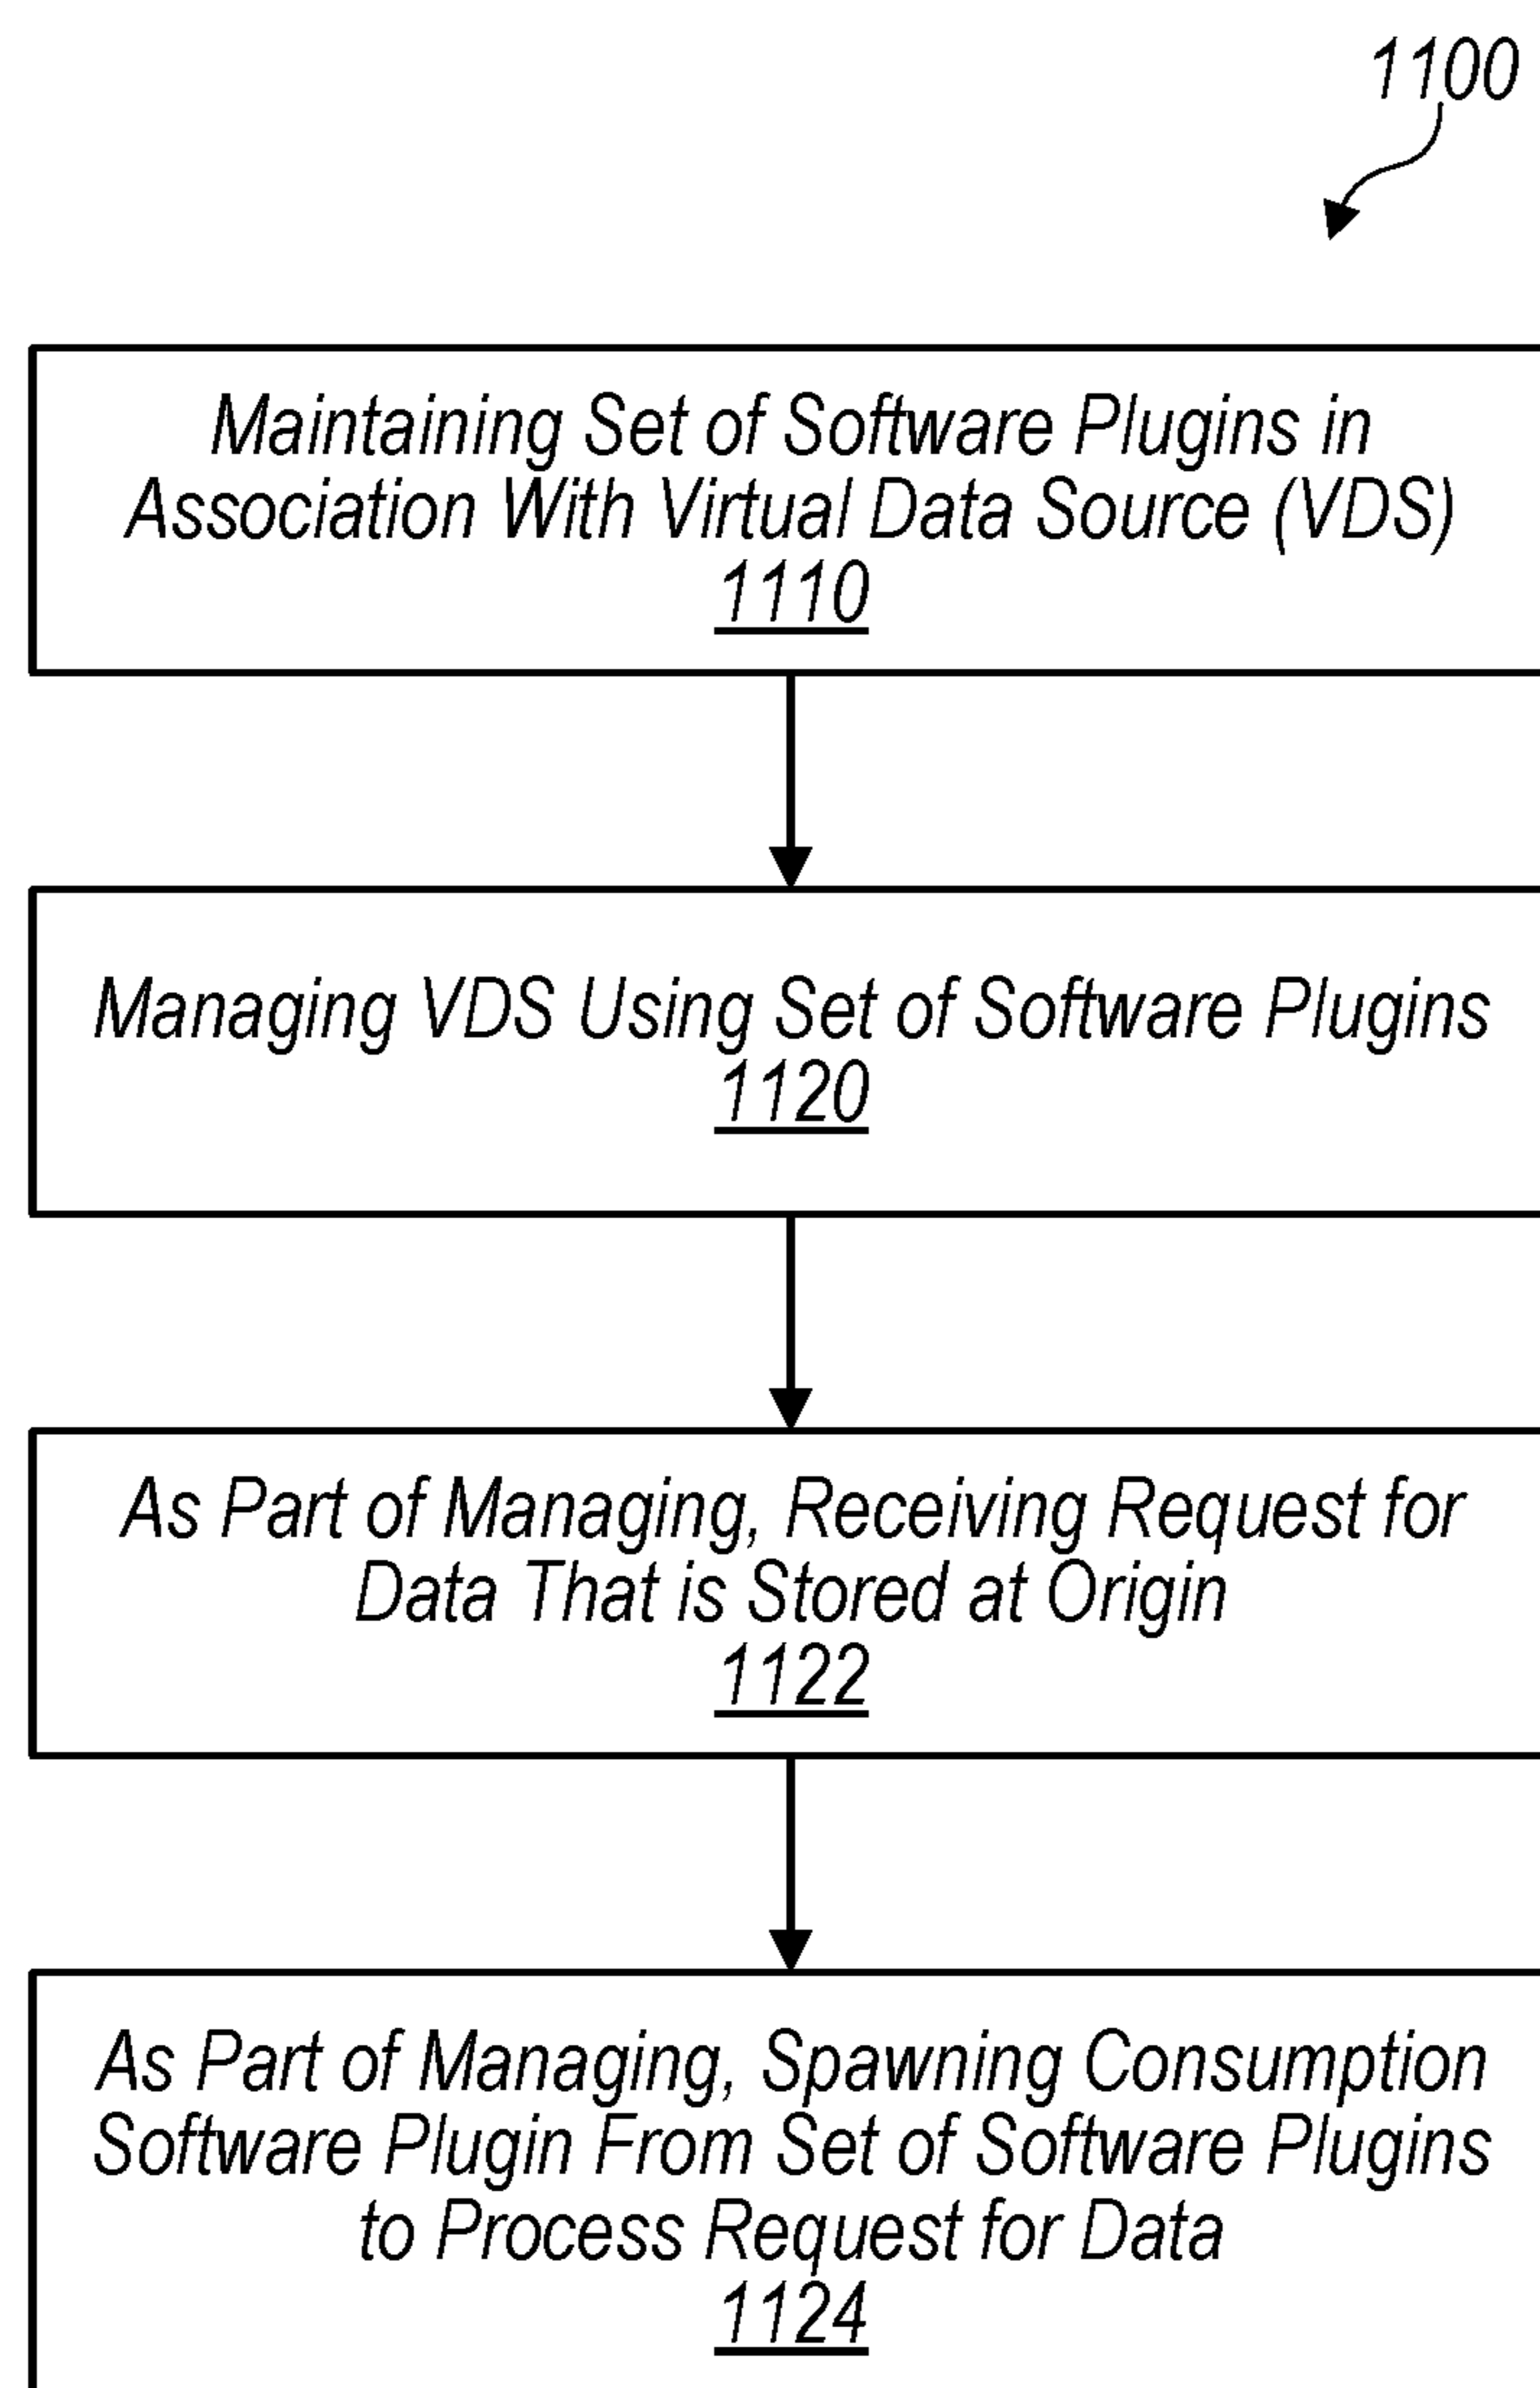 1100
Maintaining Set of Software Plugins in
Association With Virtual Data Source (VDS)
1110
Managing VDS Using Set of Software Plugins
1120
As Part of Managing, Receiving Request for
Data That is Stored at Origin
1122
As Part of Managing, Spawning Consumption
Software Plugin From Set of Software Plugins
to Process Request for Data
1124